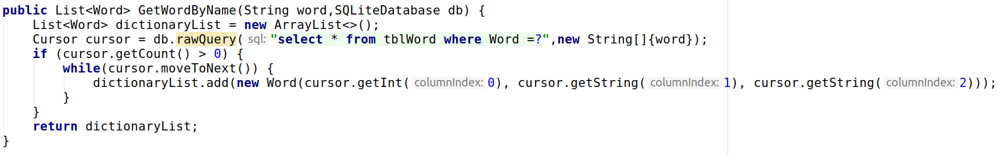 public List<Word> GetWordByName(String word,SQLiteDatabase db) {
    List<Word> dictionaryList = new ArrayList<>();
    Cursor cursor = db.rawQuery( sql: "select * from tblWord where Word =?",new String[]{word});
    if (cursor.getCount() > 0) {
        while(cursor.moveToNext()) {
            dictionaryList.add(new Word(cursor.getInt( columnIndex: 0), cursor.getString( columnIndex: 1), cursor.getString( columnIndex: 2)));
        }
    }
    return dictionaryList;
}